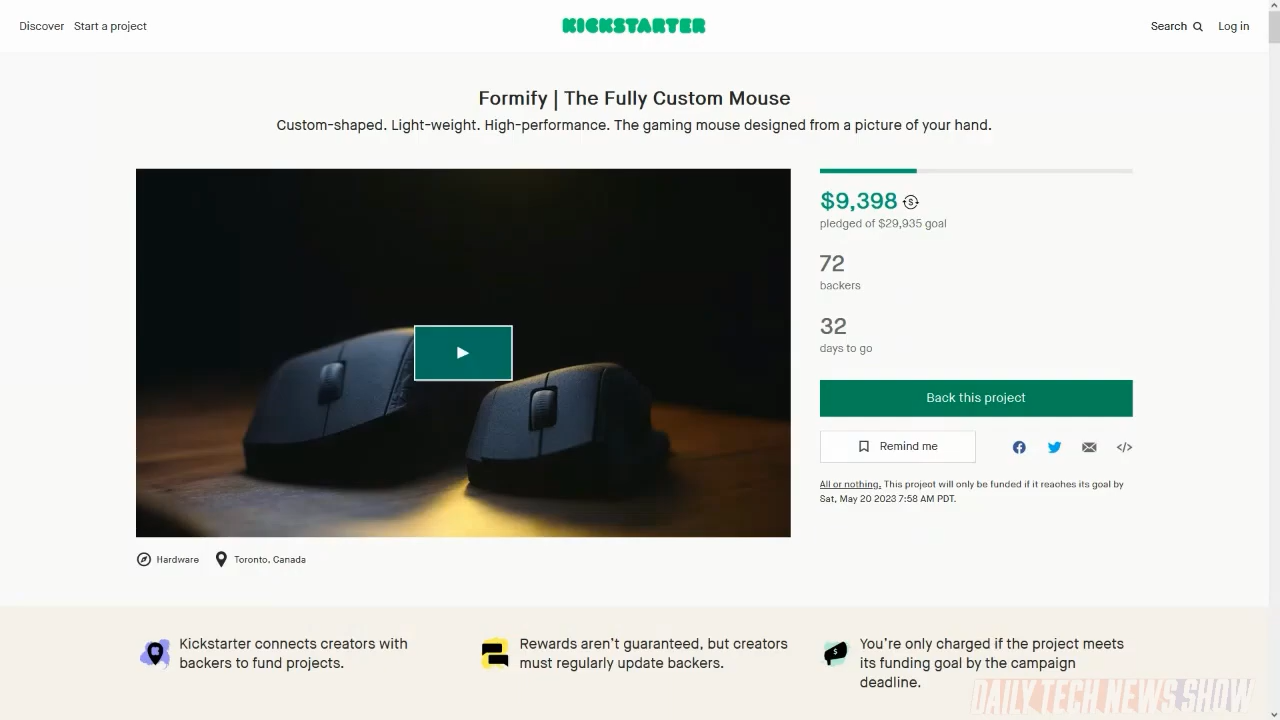 Discover Start a project KICKSTARTER Search Log in
Formify | The Fully Custom Mouse
Custom-shaped. Light-weight. High-performance. The gaming mouse designed from a picture of your hand.
$9,398
pledged of $29,935 goal
72
backers
32
days to go
Back this project
Remind me
All or nothing. This project will only be funded if it reaches its goal by
Sat, May 20 2023 7:58 AM PDT.
Hardware Toronto, Canada
Kickstarter connects creators with
backers to fund projects.
Rewards aren't guaranteed, but creators
must regularly update backers.
You're only charged if the project meets
its funding goal by the campaign
deadline.
DAILY TECH NEWS SHOW